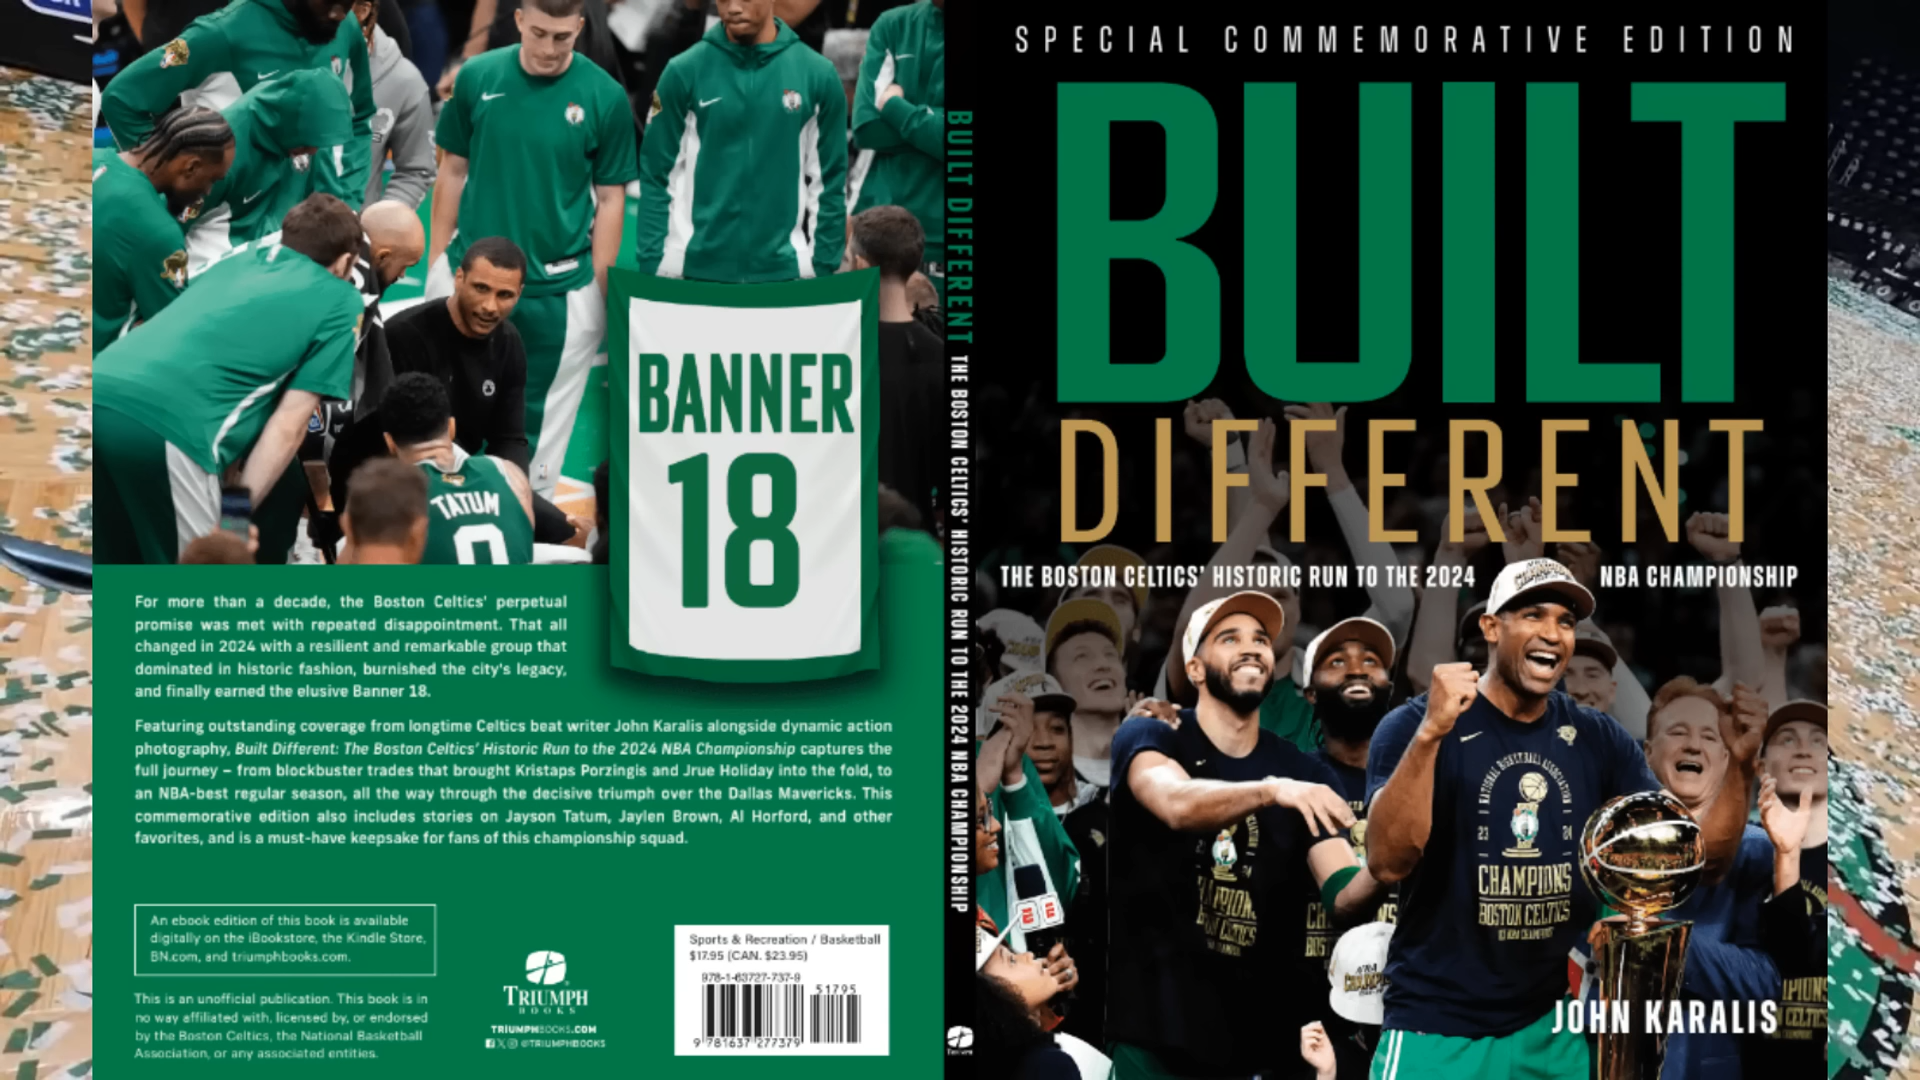 TATUM
0
BANNER
18
For more than a decade, the Boston Celtics' perpetual
promise was met with repeated disappointment. That all
changed in 2024 with a resilient and remarkable group that
dominated in historic fashion, burnished the city's legacy,
and finally earned the elusive Banner 18.
Featuring outstanding coverage from longtime Celtics beat writer John Karalis alongside dynamic action
photography, Built Different: The Boston Celtics' Historic Run to the 2024 NBA Championship captures the
full journey – from blockbuster trades that brought Kristaps Porzingis and Jrue Holiday into the fold, to
an NBA-best regular season, all the way through the decisive triumph over the Dallas Mavericks. This
commemorative edition also includes stories on Jayson Tatum, Jaylen Brown, Al Horford, and other
favorites, and is a must-have keepsake for fans of this championship squad.
An ebook edition of this book is available
digitally on the iBookstore, the Kindle Store,
BN.com, and triumphbooks.com.
This is an unofficial publication. This book is in
no way affiliated with, licensed by, or endorsed
by the Boston Celtics, the National Basketball
Association, or any associated entities.
TRIUMPH
BOOKS
TRIUMPHBOOKS.COM
@TRIUMPHBOOKS
Sports & Recreation / Basketball
$17.95 (CAN. $23.95)
978-1-63727-737-9
51795
9 781637 277379
BUILT DIFFERENT THE BOSTON CELTICS' HISTORIC RUN TO THE 2024 NBA CHAMPIONSHIP
TRIUMPH
SPECIAL COMMEMORATIVE EDITION
BUILT
DIFFERENT
THE BOSTON CELTICS' HISTORIC RUN TO THE 2024 NBA CHAMPIONSHIP
NATIONAL BASKETBALL ASSOCIATION
23 24
CHAMPIONS
BOSTON CELTICS
JOHN KARALIS